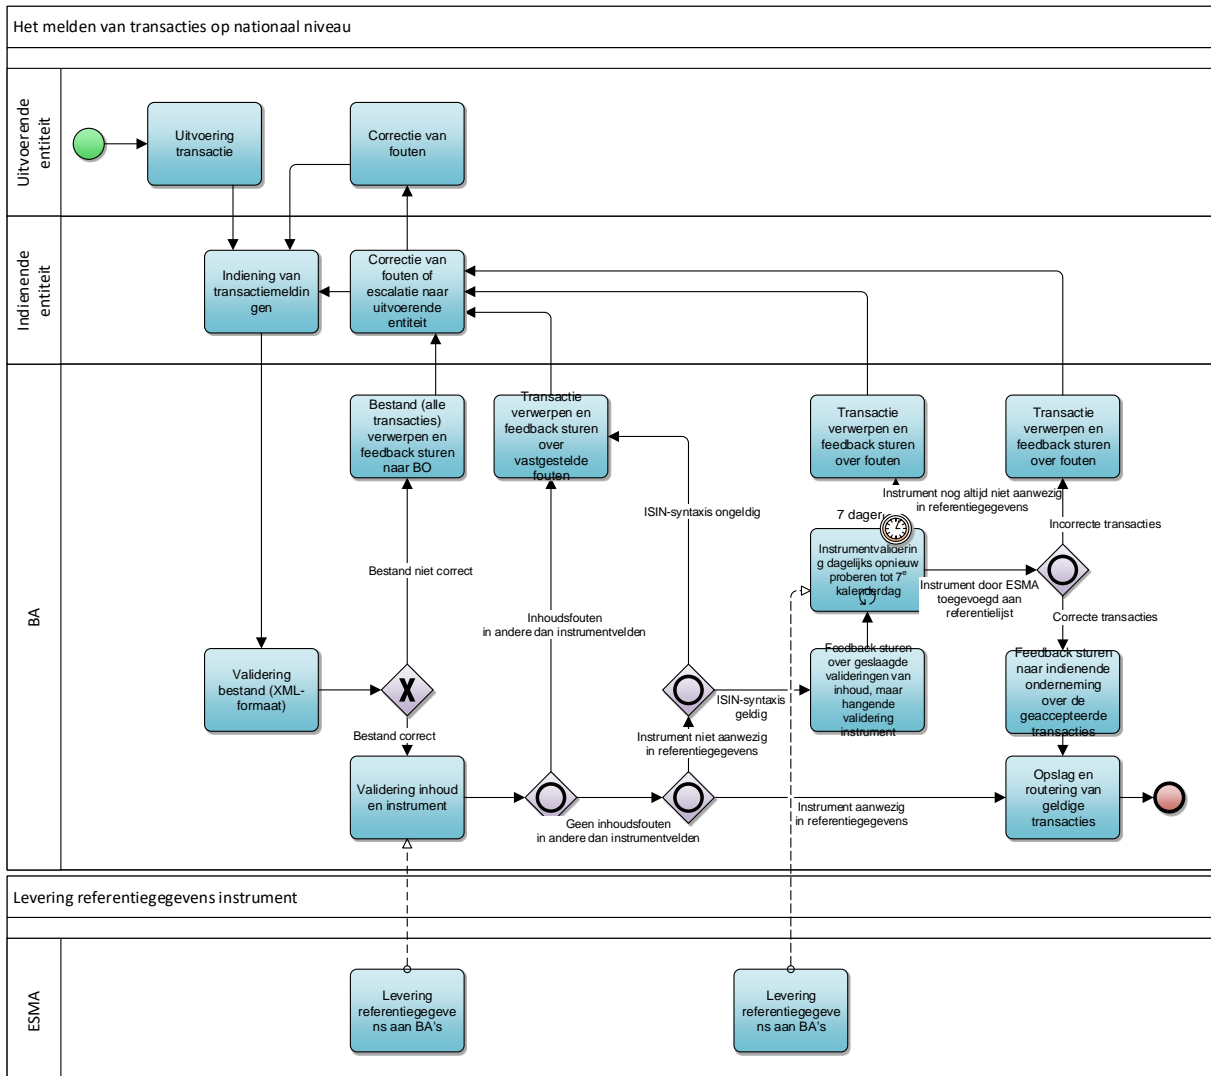 Het melden van transacties op nationaal niveau
Uitvoerende
entiteit
Uitvoering
transactie
Correctie van
fouten
Indienende
entiteit
Indiening van
transactiemeldin
gen
Correctie van
fouten of
escalatie naar
uitvoerende
entiteit
BA
Bestand (alle
transacties)
verwerpen en
feedback sturen
naar BO
Transactie
verwerpen en
feedback sturen
over
vastgestelde
fouten
Transactie
verwerpen en
feedback sturen
over fouten
Transactie
verwerpen en
feedback sturen
over fouten
ISIN-syntaxis ongeldig
Instrument nog altijd niet aanwezig
in referentiegegevens
7 dagen
Incorrecte transacties
Instrumentvaliderin
g dagelijks opnieuw
proberen tot 7e
kalenderdag
Instrument door ESMA
toegevoegd aan
referentielijst
Bestand niet correct
Inhoudsfouten
in andere dan instrumentvelden
Correcte transacties
Validering
bestand (XML-
formaat)
X
Bestand correct
ISIN-syntaxis
geldig
Feedback sturen
over geslaagde
valideringen van
inhoud, maar
hangende
validering
instrument
Feedback sturen
naar indienende
onderneming
over de
geaccepteerde
transacties
Instrument niet aanwezig
in referentiegegevens
Validering inhoud
en instrument
Geen inhoudsfouten
in andere dan instrumentvelden
Instrument aanwezig
in referentiegegevens
Opslag en
routering van
geldige
transacties
Levering referentiegegevens instrument
ESMA
Levering
referentiegegeve
ns aan BA's
Levering
referentiegegeve
ns aan BA's